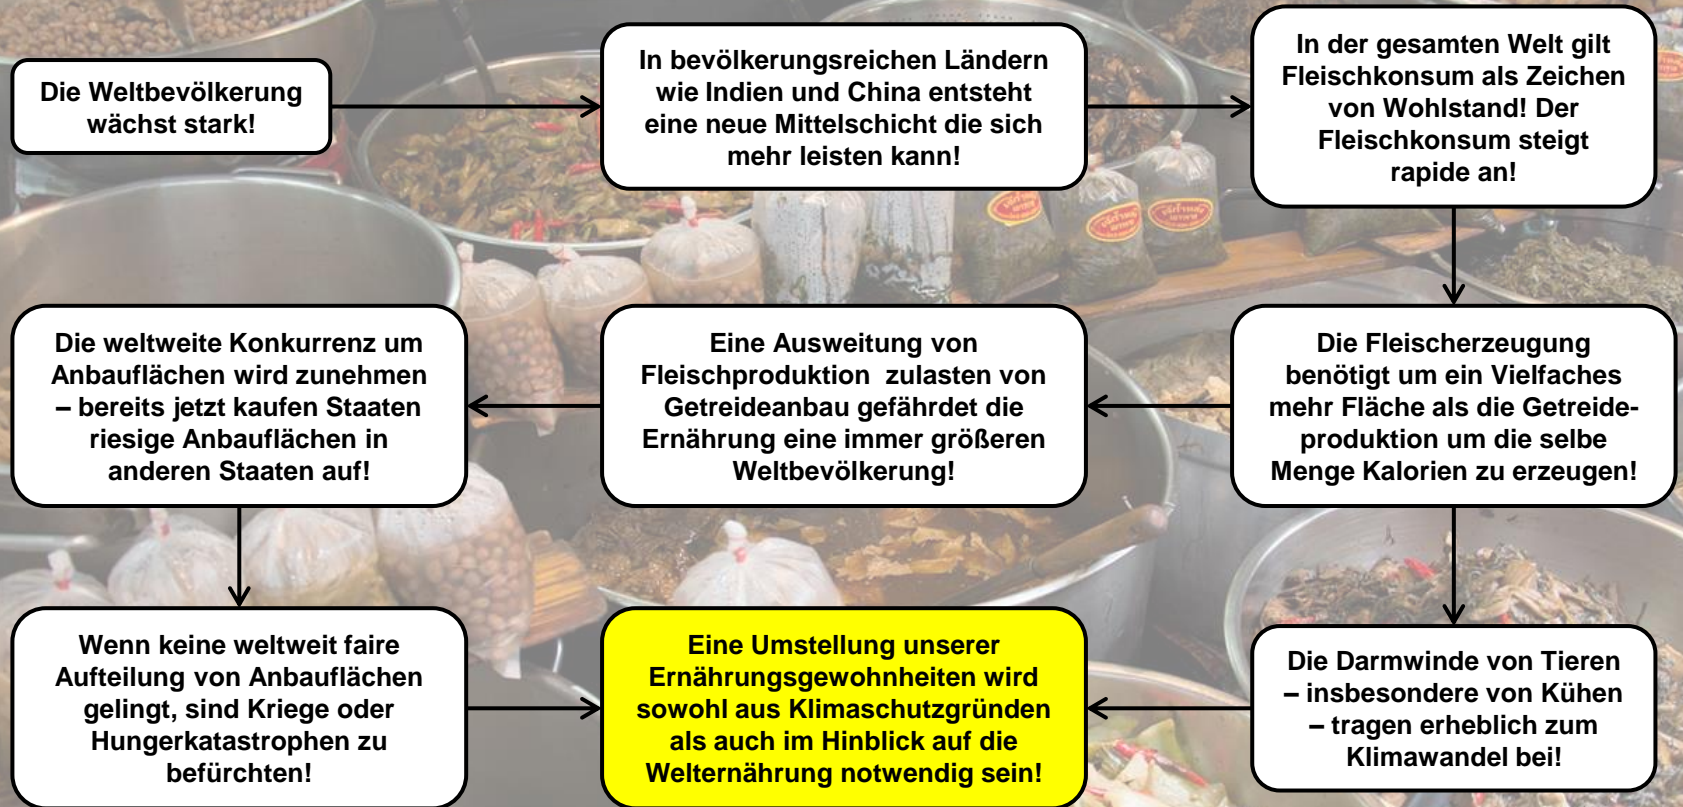 Die Weltbevölkerung
wächst stark!
In bevölkerungsreichen Ländern
wie Indien und China entsteht
eine neue Mittelschicht die sich
mehr leisten kann!
In der gesamten Welt gilt
Fleischkonsum als Zeichen
von Wohlstand! Der
Fleischkonsum steigt
rapide an!
Die Fleischerzeugung
benötigt um ein Vielfaches
mehr Fläche als die Getreide-
produktion um die selbe
Menge Kalorien zu erzeugen!
Eine Ausweitung von
Fleischproduktion  zulasten von
Getreideanbau gefährdet die
Ernährung eine immer größeren
Weltbevölkerung!
Die weltweite Konkurrenz um
Anbauflächen wird zunehmen
– bereits jetzt kaufen Staaten
riesige Anbauflächen in
anderen Staaten auf!
Wenn keine weltweit faire
Aufteilung von Anbauflächen
gelingt, sind Kriege oder
Hungerkatastrophen zu
befürchten!
Die Darmwinde von Tieren
– insbesondere von Kühen
– tragen erheblich zum
Klimawandel bei!
Eine Umstellung unserer
Ernährungsgewohnheiten wird
sowohl aus Klimaschutzgründen
als auch im Hinblick auf die
Welternährung notwendig sein!